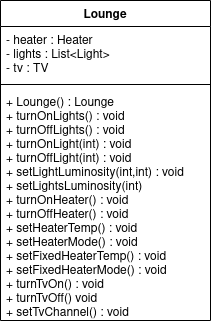 Lounge
- heater : Heater
- lights : List<Light>
- tv : TV
+ Lounge() : Lounge
+ turnOnLights() : void
+ turnOffLights() : void
+ turnOnLight(int) : void
+ turnOffLight(int) : void
+ setLightLuminosity(int,int) : void
+ setLightsLuminosity(int)
+ turnOnHeater() : void
+ turnOffHeater() : void
+ setHeaterTemp() : void
+ setHeaterMode() : void
+ setFixedHeaterTemp() : void
+ setFixedHeaterMode() : void
+ turnTvOn() : void
+ turnTvOff() void
+ setTvChannel() : void